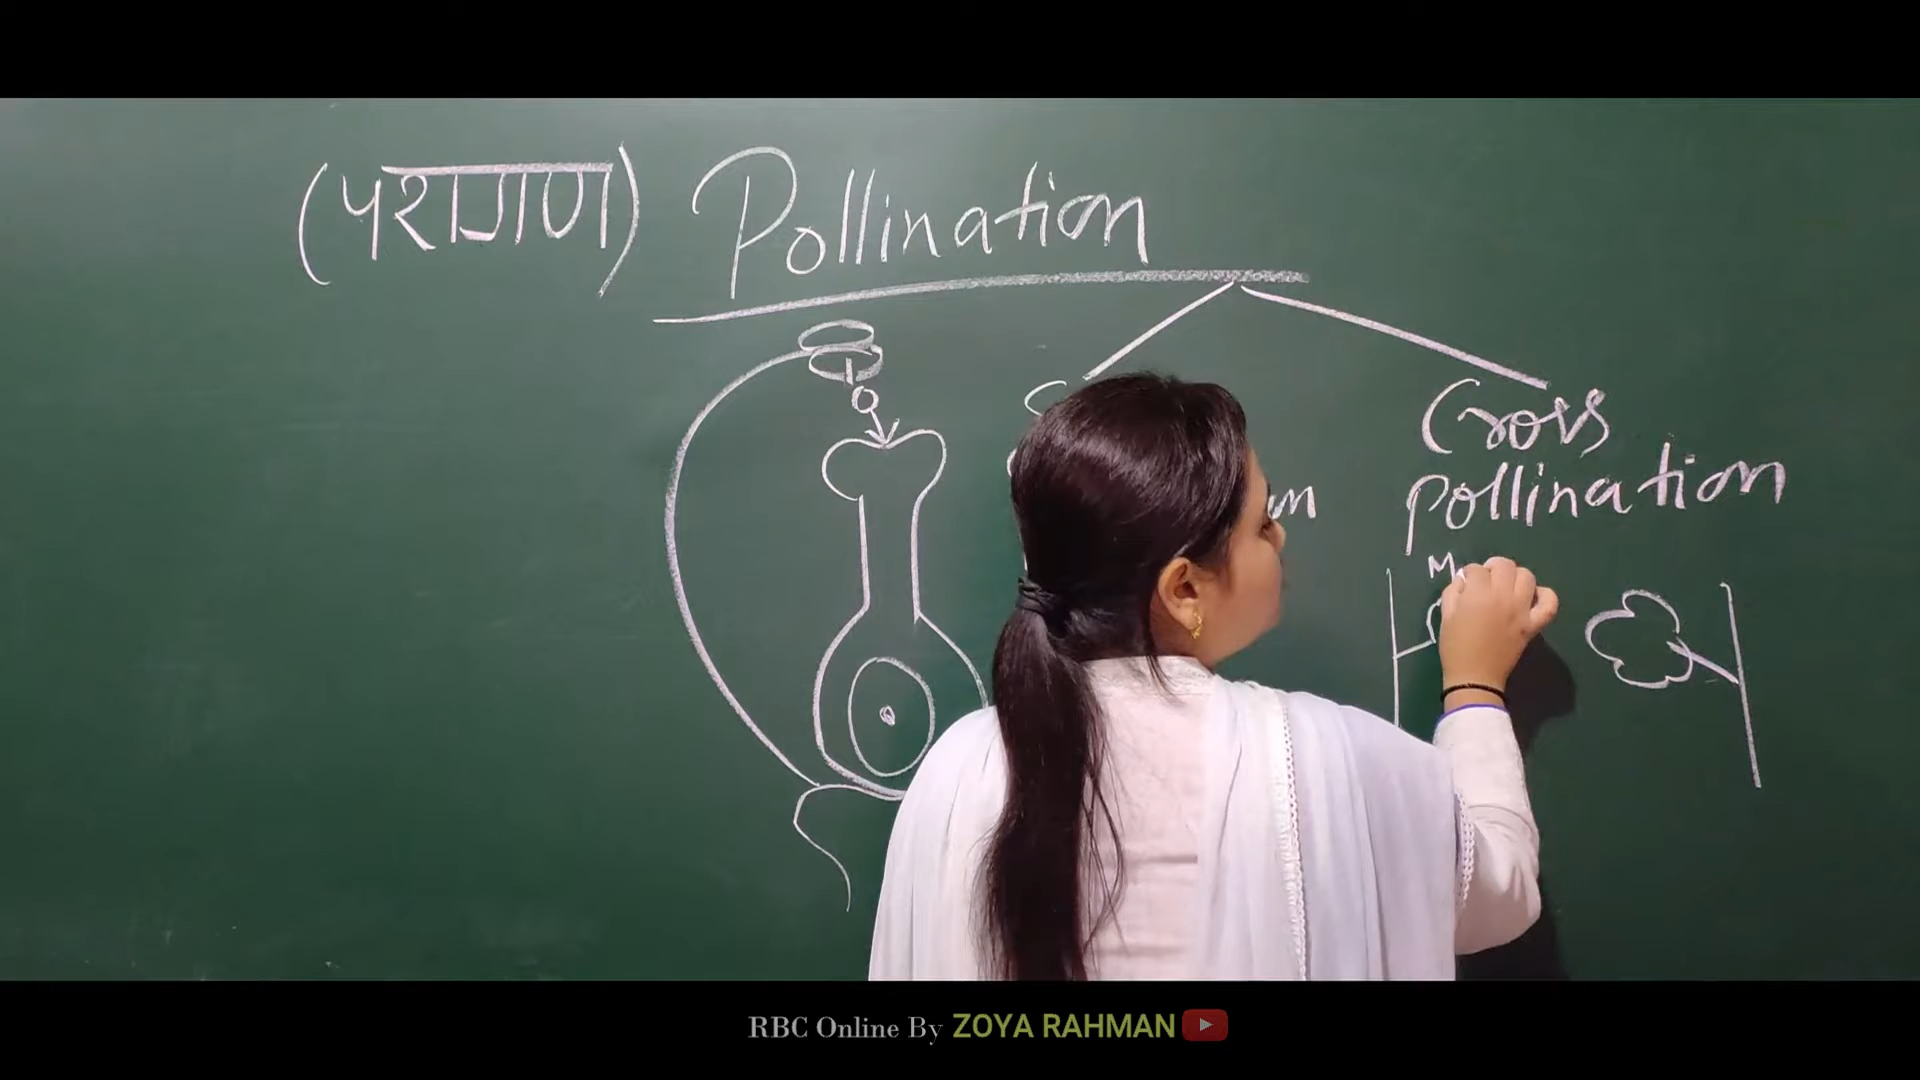 (परागण) Pollination
Cross
pollination
RBC Online By ZOYA RAHMAN